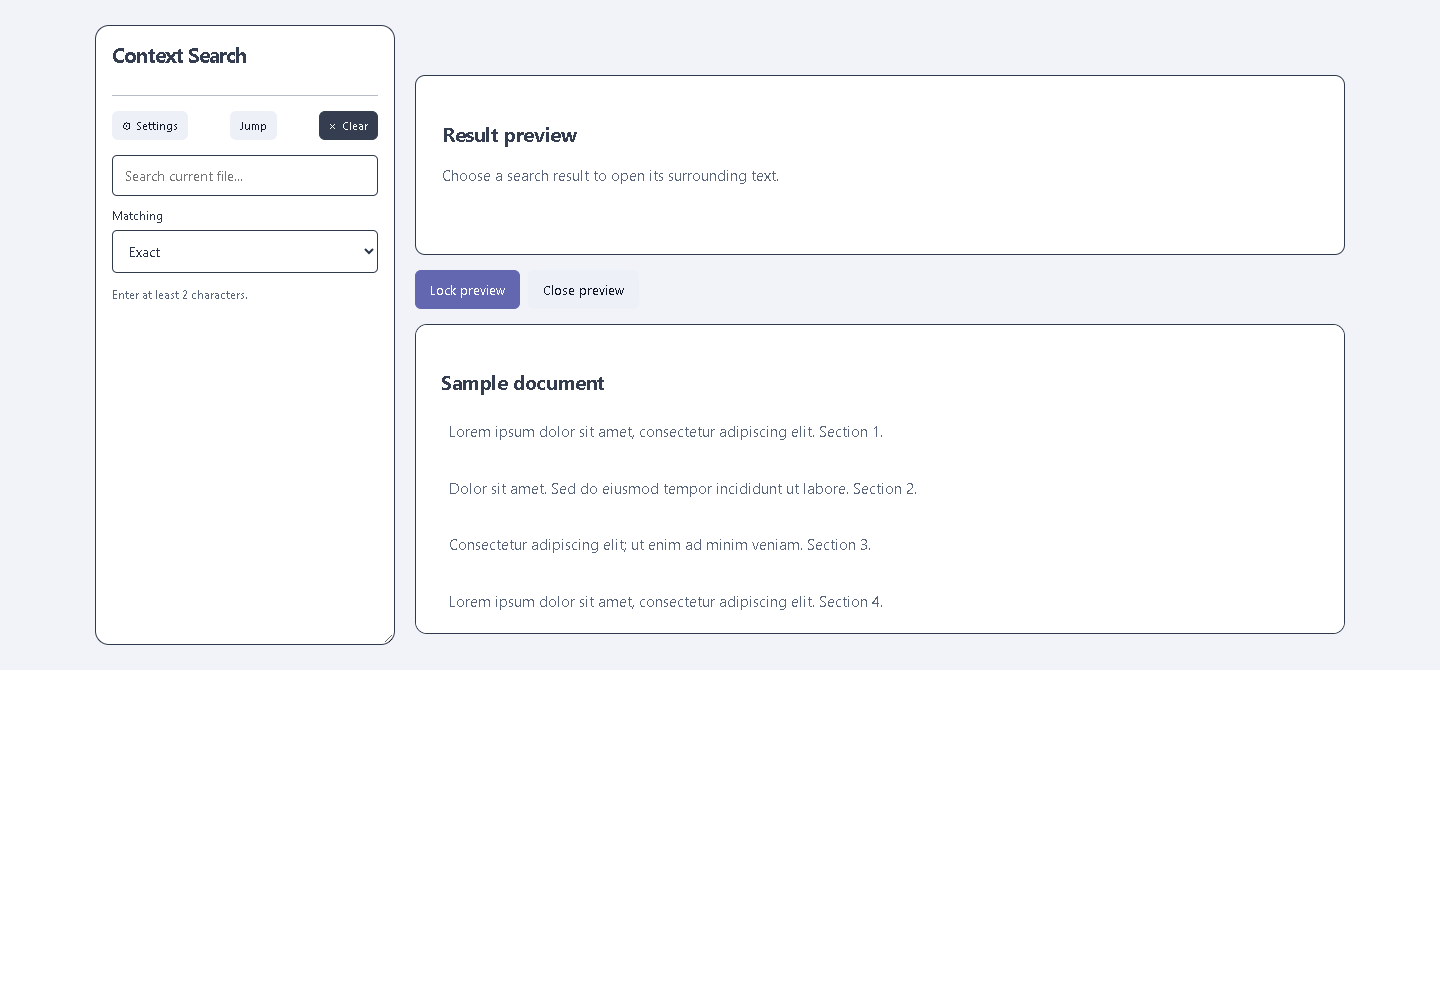 Context Search
⚙ Settings
Jump
× Clear
Search current file...
Matching
Exact
Enter at least 2 characters.
Result preview
Choose a search result to open its surrounding text.
Lock preview
Close preview
Sample document
Lorem ipsum dolor sit amet, consectetur adipiscing elit. Section 1.
Dolor sit amet. Sed do eiusmod tempor incididunt ut labore. Section 2.
Consectetur adipiscing elit; ut enim ad minim veniam. Section 3.
Lorem ipsum dolor sit amet, consectetur adipiscing elit. Section 4.